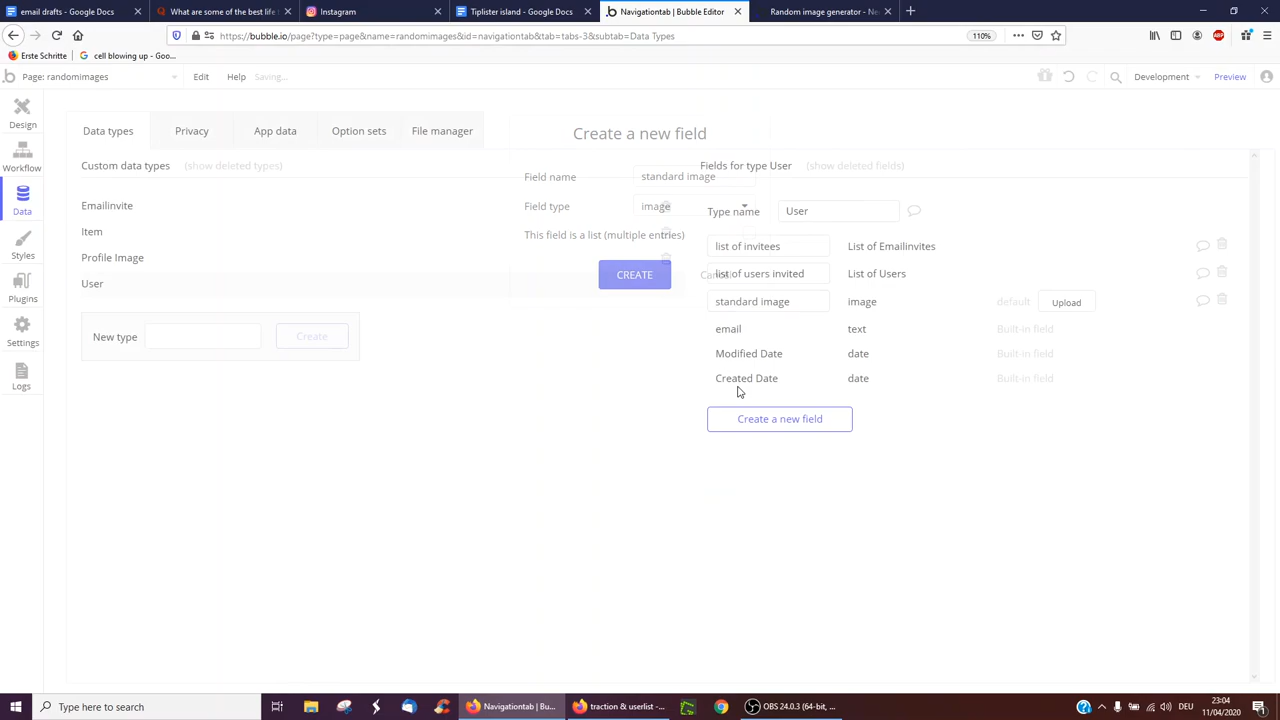 email drafts - Google Docs
What are some of the best life
Instagram
Tiplister island - Google Docs
Navigationtab | Bubble Editor
Random image generator - Ne
https://bubble.io/page?type=page&name=randomimages&id=navigationtab&tab=tabs-3&subtab=Data Types
110%
Erste Schritte
cell blowing up - Goo...
Page: randomimages
Edit
Help
Saving...
Development
Preview
Design
Workflow
Data
Styles
Plugins
Settings
Logs
Data types
Privacy
App data
Option sets
File manager
Custom data types
(show deleted types)
Emailinvite
Item
Profile Image
User
New type
Create
Create a new field
Field name
standard image
Field type
image
This field is a list (multiple entries)
CREATE
Cancel
Fields for type User
(show deleted fields)
Type name
User
list of invitees
List of Emailinvites
list of users invited
List of Users
standard image
image
default
Upload
email
text
Built-in field
Modified Date
date
Built-in field
Created Date
date
Built-in field
Create a new field
Type here to search
Navigationtab | Bu...
traction & userlist -...
OBS 24.0.3 (64-bit, ...
DEU
23:04
11/04/2020